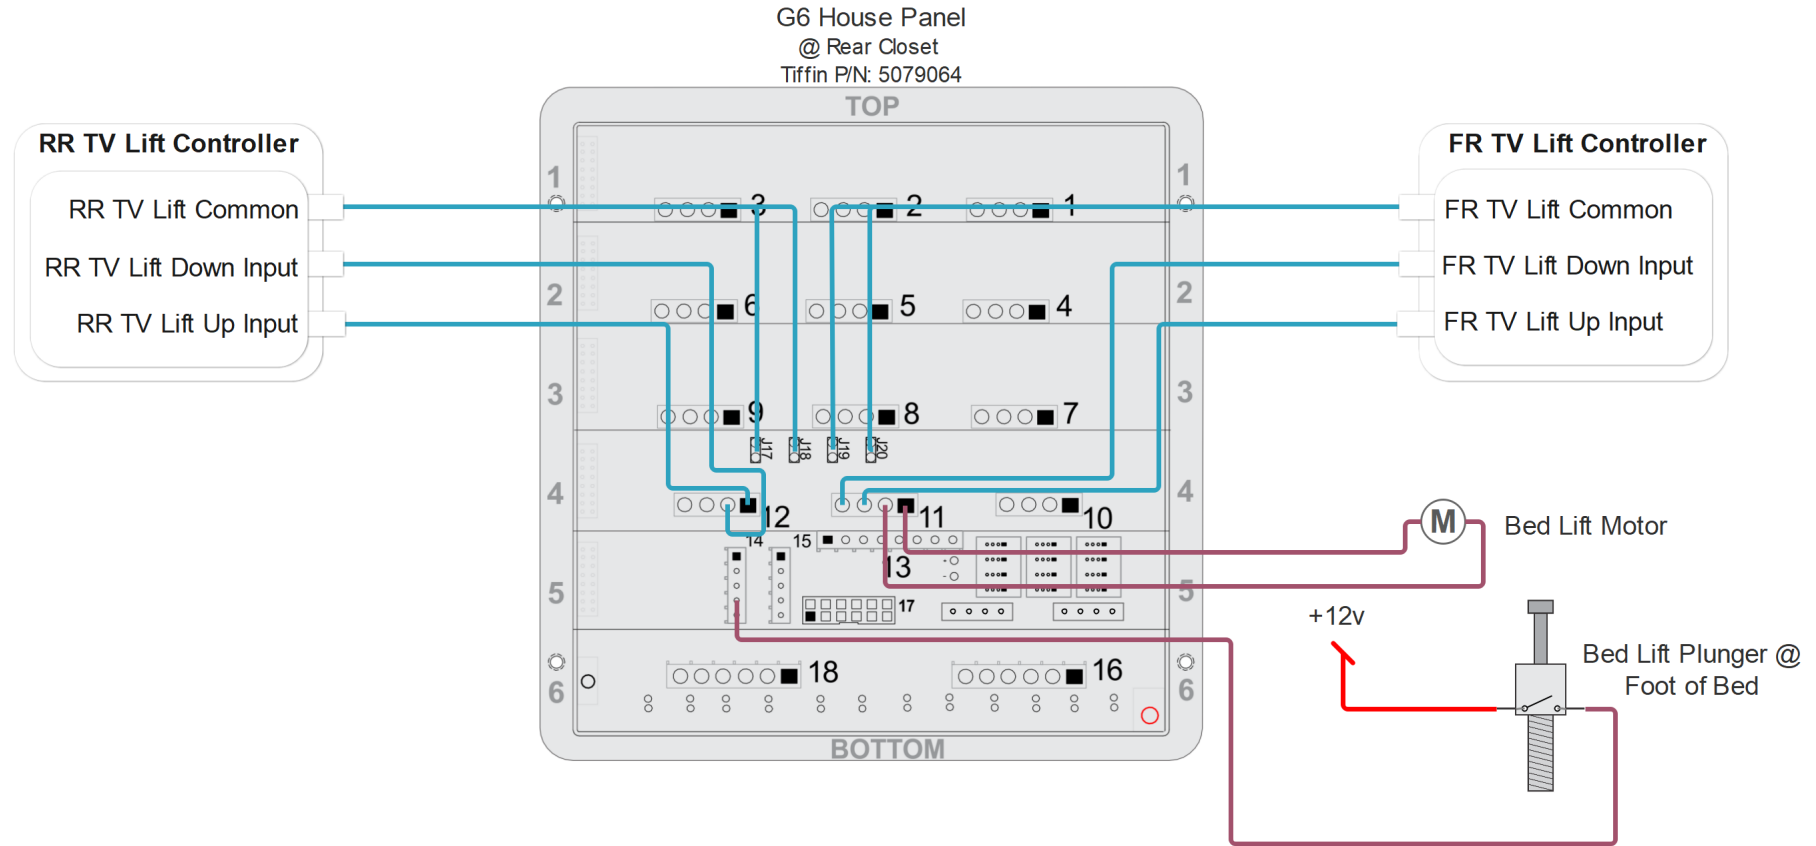 G6 House Panel
@ Rear Closet
Tiffin P/N: 5079064
TOP
RR TV Lift Controller
RR TV Lift Common
RR TV Lift Down Input
RR TV Lift Up Input
FR TV Lift Controller
FR TV Lift Common
FR TV Lift Down Input
FR TV Lift Up Input
1
1
3
2
1
2
2
6
5
4
3
3
9
8
7
J17
J18
J19
J20
4
4
12
11
10
14
15
13
+
-
5
5
17
18
16
6
6
BOTTOM
M
Bed Lift Motor
+12v
Bed Lift Plunger @
Foot of Bed